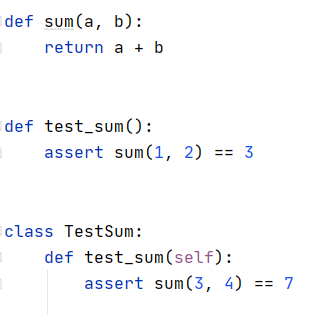 def sum(a, b):
    return a + b
def test_sum():
    assert sum(1, 2) == 3
class TestSum:
    def test_sum(self):
        assert sum(3, 4) == 7